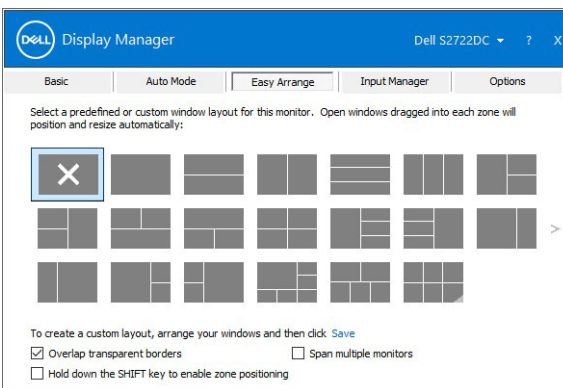 DELL Display Manager Dell S2722DC ? X
Basic Auto Mode Easy Arrange Input Manager Options
Select a predefined or custom window layout for this monitor. Open windows dragged into each zone will
position and resize automatically:
To create a custom layout, arrange your windows and then click Save
Overlap transparent borders Span multiple monitors
Hold down the SHIFT key to enable zone positioning